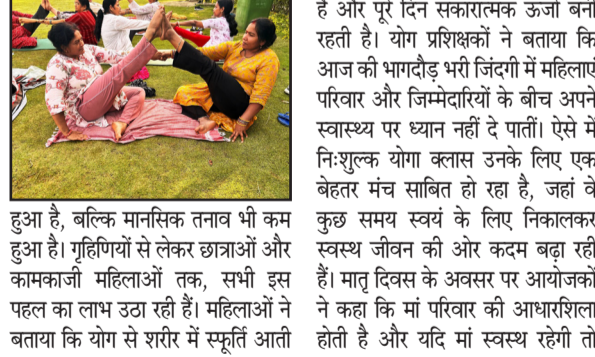 हुआ है, बल्कि मानसिक तनाव भी कम
हुआ है। गृहिणियों से लेकर छात्राओं और
कामकाजी महिलाओं तक, सभी इस
पहल का लाभ उठा रही हैं। महिलाओं ने
बताया कि योग से शरीर में स्फूर्ति आती
है और पूरे दिन सकारात्मक ऊर्जा बनी
रहती है। योग प्रशिक्षकों ने बताया कि
आज की भागदौड़ भरी जिंदगी में महिलाएं
परिवार और जिम्मेदारियों के बीच अपने
स्वास्थ्य पर ध्यान नहीं दे पातीं। ऐसे में
निःशुल्क योगा क्लास उनके लिए एक
बेहतर मंच साबित हो रहा है, जहां वे
कुछ समय स्वयं के लिए निकालकर
स्वस्थ जीवन की ओर कदम बढ़ा रही
हैं। मातृ दिवस के अवसर पर आयोजकों
ने कहा कि मां परिवार की आधारशिला
होती है और यदि मां स्वस्थ रहेगी तो